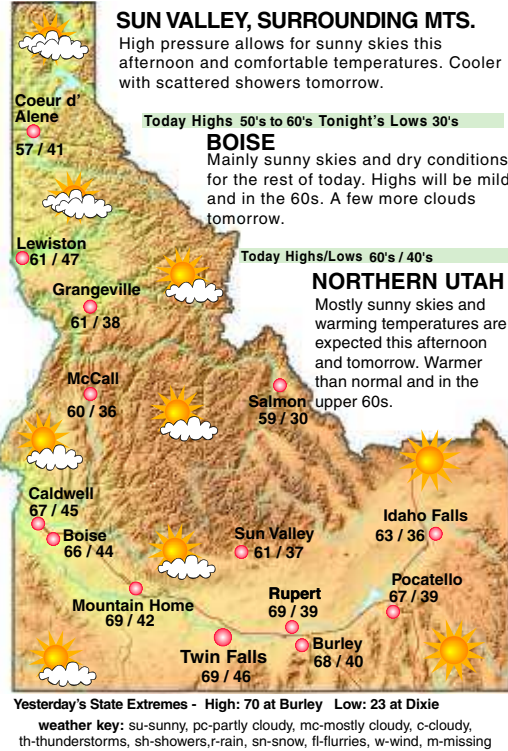 SUN VALLEY, SURROUNDING MTS.
High pressure allows for sunny skies this
afternoon and comfortable temperatures. Cooler
with scattered showers tomorrow.
Today Highs 50's to 60's Tonight's Lows 30's
BOISE
Mainly sunny skies and dry conditions
for the rest of today. Highs will be mild
and in the 60s. A few more clouds
tomorrow.
Today Highs/Lows 60's / 40's
NORTHERN UTAH
Mostly sunny skies and
warming temperatures are
expected this afternoon
and tomorrow. Warmer
than normal and in the
upper 60s.
Coeur d'
Alene
57 / 41
Lewiston
61 / 47
Grangeville
61 / 38
McCall
60 / 36
Salmon
59 / 30
Caldwell
67 / 45
Boise
66 / 44
Sun Valley
61 / 37
Idaho Falls
63 / 36
Mountain Home
69 / 42
Rupert
69 / 39
Pocatello
67 / 39
Twin Falls
69 / 46
Burley
68 / 40
Yesterday's State Extremes - High: 70 at Burley Low: 23 at Dixie
weather key: su-sunny, pc-partly cloudy, mc-mostly cloudy, c-cloudy,
th-thunderstorms, sh-showers,r-rain, sn-snow, fl-flurries, w-wind, m-missing